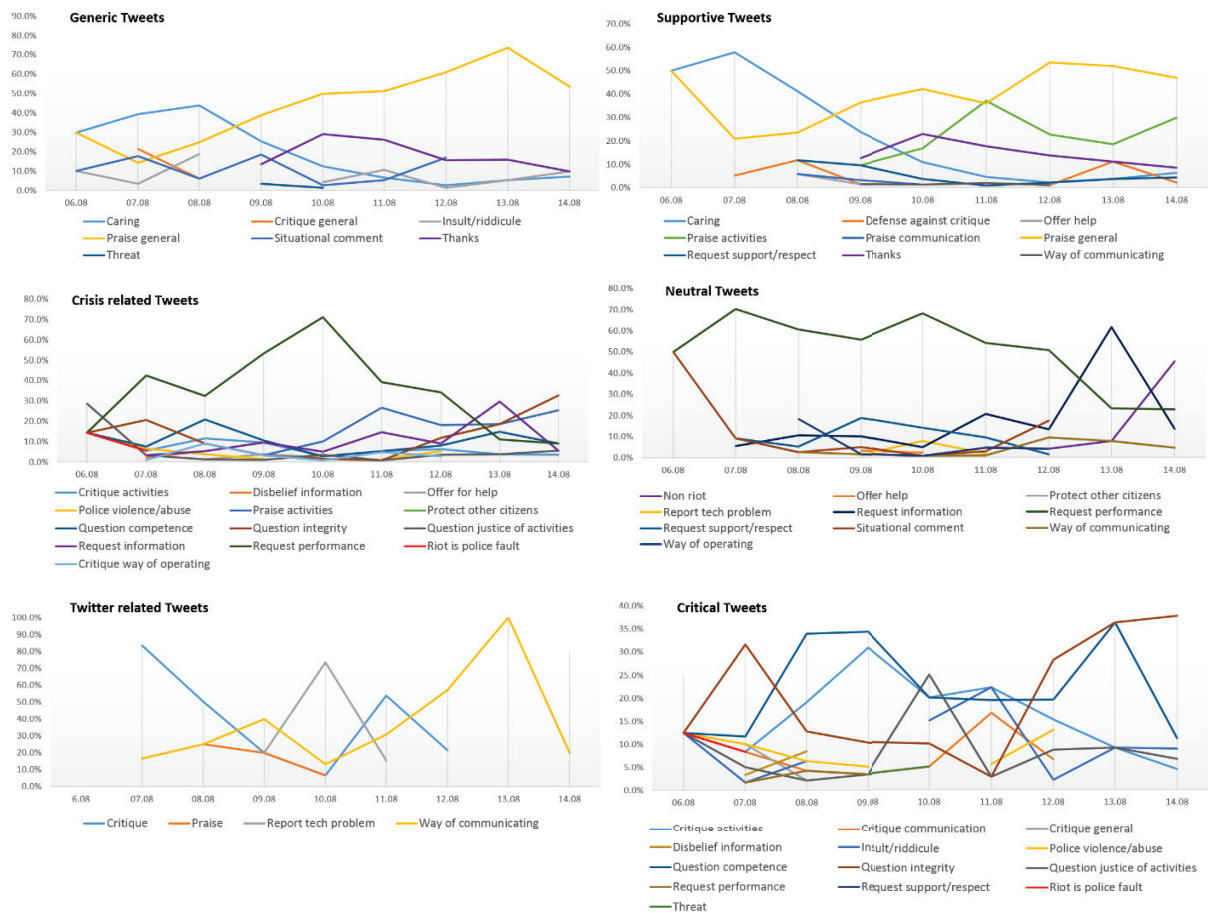 Generic Tweets
90.0%
80.0%
70.0%
60.0%
50.0%
40.0%
30.0%
20.0%
10.0%
0.0%
06.08 07.08 08.08 09.08 10.08 11.08 12.08 13.08 14.08
Caring Critique general Insult/riddicule
Praise general Situational comment Thanks
Threat
Supportive Tweets
70.0%
60.0%
50.0%
40.0%
30.0%
20.0%
10.0%
0.0%
06.08 07.08 08.08 09.08 10.08 11.08 12.08 13.08 14.08
Caring Defense against critique Offer help
Praise activities Praise communication Praise general
Request support/respect Thanks Way of communicating
Crisis related Tweets
80.0%
70.0%
60.0%
50.0%
40.0%
30.0%
20.0%
10.0%
0.0%
06.08 07.08 08.08 09.08 10.08 11.08 12.08 13.08 14.08
Critique activities Disbelief information Offer for help
Police violence/abuse Praise activities Protect other citizens
Question competence Question integrity Question justice of activities
Request information Request performance Riot is police fault
Critique way of operating
Neutral Tweets
80.0%
70.0%
60.0%
50.0%
40.0%
30.0%
20.0%
10.0%
0.0%
06.08 07.08 08.08 09.08 10.08 11.08 12.08 13.08 14.08
Non riot Offer help Protect other citizens
Report tech problem Request information Request performance
Request support/respect Situational comment Way of communicating
Way of operating
Twitter related Tweets
100.0%
90.0%
80.0%
70.0%
60.0%
50.0%
40.0%
30.0%
20.0%
10.0%
0.0%
6.08 07.08 08.08 09.08 10.08 11.08 12.08 13.08 14.08
Critique Praise Report tech problem Way of communicating
Critical Tweets
40.0%
35.0%
30.0%
25.0%
20.0%
15.0%
10.0%
5.0%
0.0%
06.08 07.08 08.08 09.08 10.08 11.08 12.08 13.08 14.08
Critique activities Critique communication Critique general
Disbelief information Insult/riddicule Police violence/abuse
Question competence Question integrity Question justice of activities
Request performance Request support/respect Riot is police fault
Threat